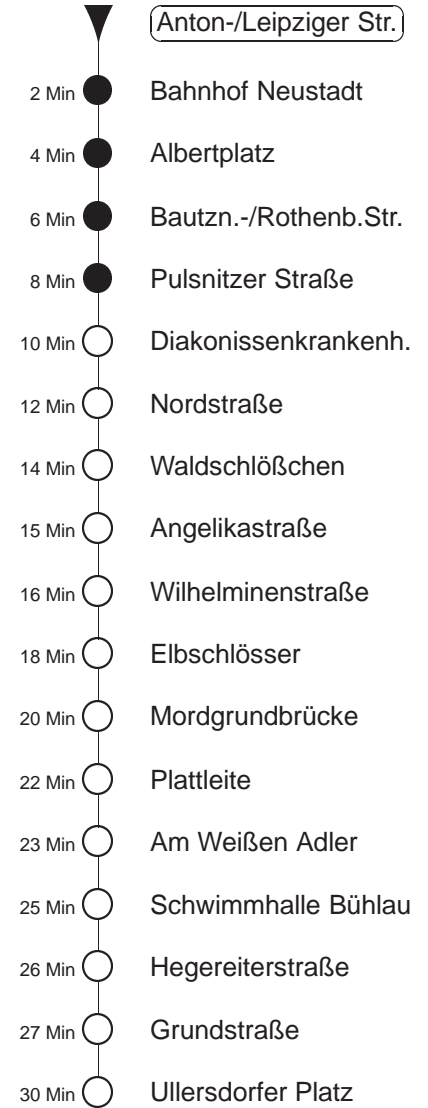 Anton-/Leipziger Str.
2 Min Bahnhof Neustadt
4 Min Albertplatz
6 Min Bautzn.-/Rothenb.Str.
8 Min Pulsnitzer Straße
10 Min Diakonissenkrankenh.
12 Min Nordstraße
14 Min Waldschlößchen
15 Min Angelikastraße
16 Min Wilhelminenstraße
18 Min Elbschlösser
20 Min Mordgrundbrücke
22 Min Plattleite
23 Min Am Weißen Adler
25 Min Schwimmhalle Bühlau
26 Min Hegereiterstraße
27 Min Grundstraße
30 Min Ullersdorfer Platz